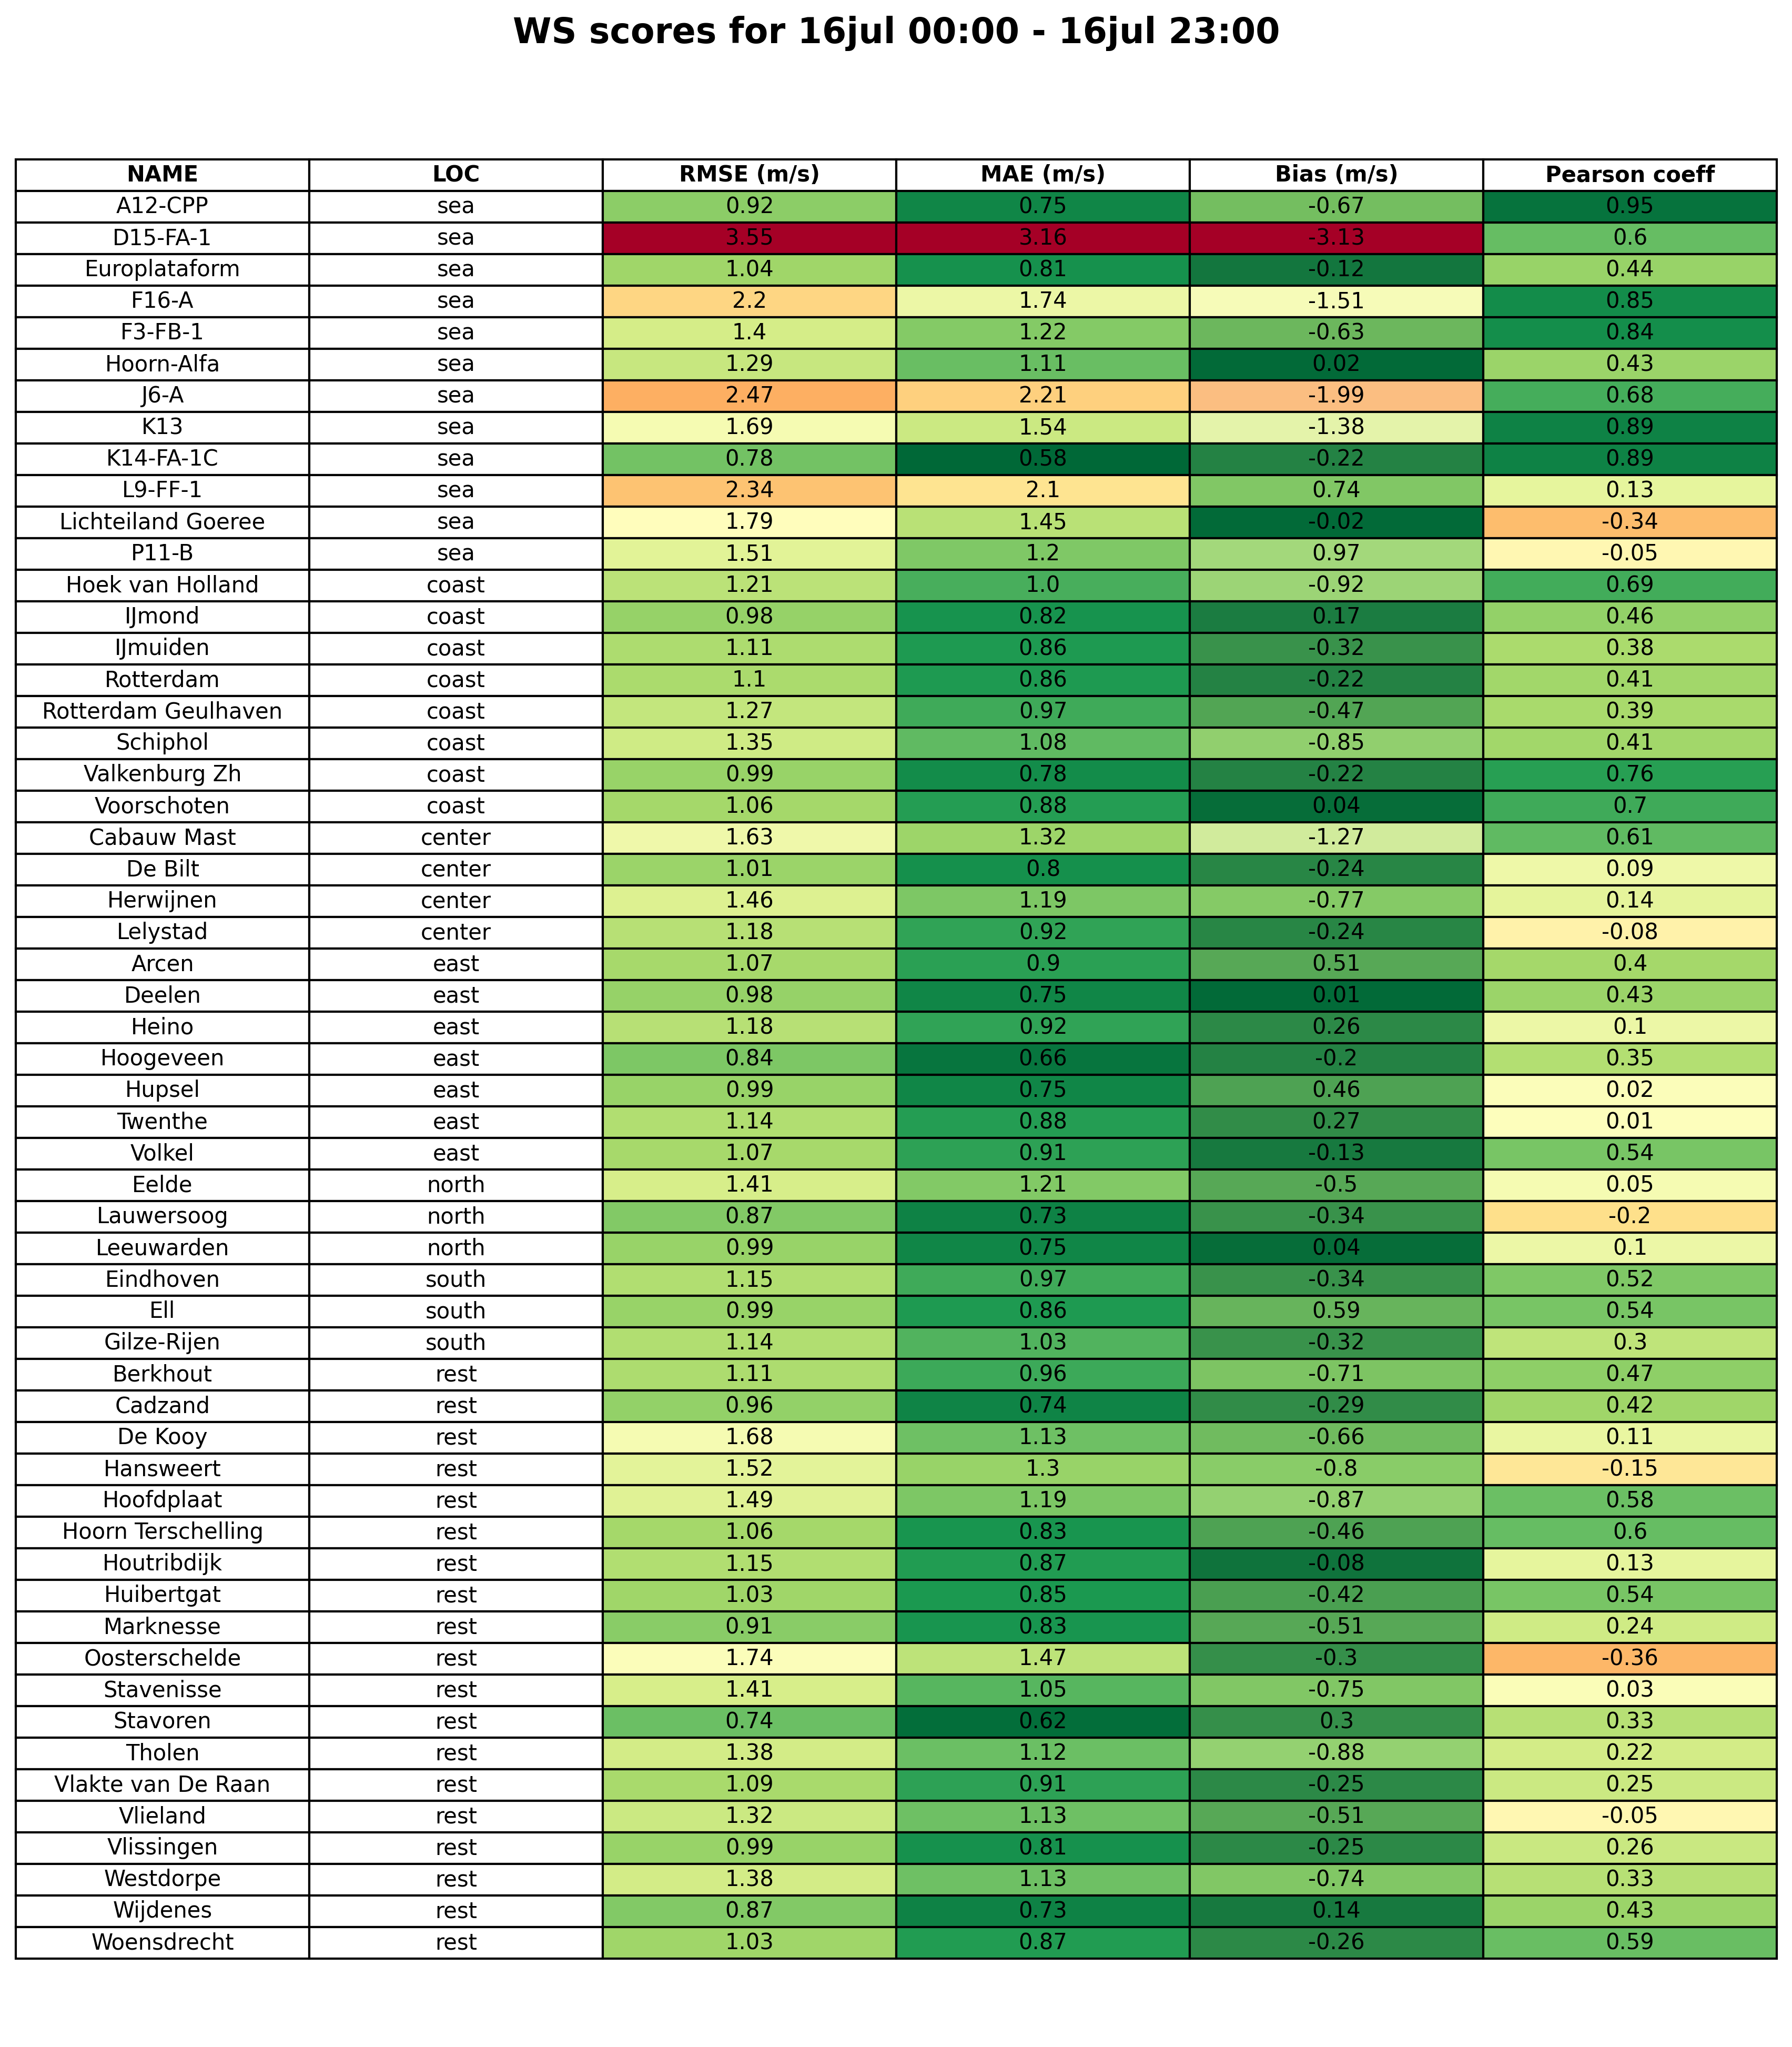 WS scores for 16jul 00:00 - 16jul 23:00
NAME LOC RMSE (m/s) MAE (m/s) Bias (m/s) Pearson coeff
A12-CPP sea 0.92 0.75 -0.67 0.95
D15-FA-1 sea 3.55 3.16 -3.13 0.6
Europlataform sea 1.04 0.81 -0.12 0.44
F16-A sea 2.2 1.74 -1.51 0.85
F3-FB-1 sea 1.4 1.22 -0.63 0.84
Hoorn-Alfa sea 1.29 1.11 0.02 0.43
J6-A sea 2.47 2.21 -1.99 0.68
K13 sea 1.69 1.54 -1.38 0.89
K14-FA-1C sea 0.78 0.58 -0.22 0.89
L9-FF-1 sea 2.34 2.1 0.74 0.13
Lichteiland Goeree sea 1.79 1.45 -0.02 -0.34
P11-B sea 1.51 1.2 0.97 -0.05
Hoek van Holland coast 1.21 1.0 -0.92 0.69
IJmond coast 0.98 0.82 0.17 0.46
IJmuiden coast 1.11 0.86 -0.32 0.38
Rotterdam coast 1.1 0.86 -0.22 0.41
Rotterdam Geulhaven coast 1.27 0.97 -0.47 0.39
Schiphol coast 1.35 1.08 -0.85 0.41
Valkenburg Zh coast 0.99 0.78 -0.22 0.76
Voorschoten coast 1.06 0.88 0.04 0.7
Cabauw Mast center 1.63 1.32 -1.27 0.61
De Bilt center 1.01 0.8 -0.24 0.09
Herwijnen center 1.46 1.19 -0.77 0.14
Lelystad center 1.18 0.92 -0.24 -0.08
Arcen east 1.07 0.9 0.51 0.4
Deelen east 0.98 0.75 0.01 0.43
Heino east 1.18 0.92 0.26 0.1
Hoogeveen east 0.84 0.66 -0.2 0.35
Hupsel east 0.99 0.75 0.46 0.02
Twenthe east 1.14 0.88 0.27 0.01
Volkel east 1.07 0.91 -0.13 0.54
Eelde north 1.41 1.21 -0.5 0.05
Lauwersoog north 0.87 0.73 -0.34 -0.2
Leeuwarden north 0.99 0.75 0.04 0.1
Eindhoven south 1.15 0.97 -0.34 0.52
Ell south 0.99 0.86 0.59 0.54
Gilze-Rijen south 1.14 1.03 -0.32 0.3
Berkhout rest 1.11 0.96 -0.71 0.47
Cadzand rest 0.96 0.74 -0.29 0.42
De Kooy rest 1.68 1.13 -0.66 0.11
Hansweert rest 1.52 1.3 -0.8 -0.15
Hoofdplaat rest 1.49 1.19 -0.87 0.58
Hoorn Terschelling rest 1.06 0.83 -0.46 0.6
Houtribdijk rest 1.15 0.87 -0.08 0.13
Huibertgat rest 1.03 0.85 -0.42 0.54
Marknesse rest 0.91 0.83 -0.51 0.24
Oosterschelde rest 1.74 1.47 -0.3 -0.36
Stavenisse rest 1.41 1.05 -0.75 0.03
Stavoren rest 0.74 0.62 0.3 0.33
Tholen rest 1.38 1.12 -0.88 0.22
Vlakte van De Raan rest 1.09 0.91 -0.25 0.25
Vlieland rest 1.32 1.13 -0.51 -0.05
Vlissingen rest 0.99 0.81 -0.25 0.26
Westdorpe rest 1.38 1.13 -0.74 0.33
Wijdenes rest 0.87 0.73 0.14 0.43
Woensdrecht rest 1.03 0.87 -0.26 0.59